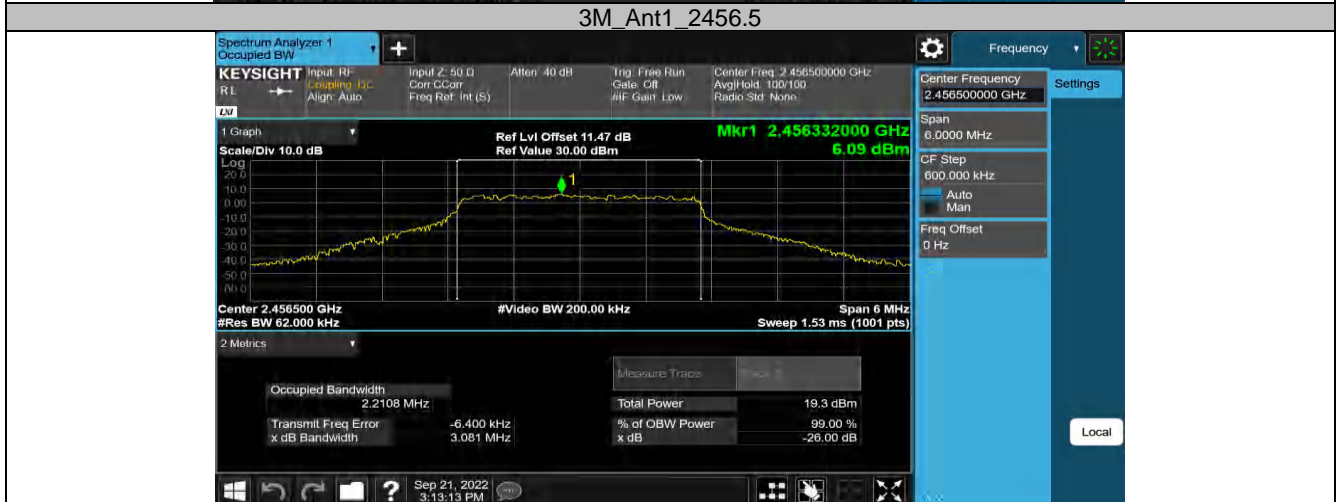 3M_Ant1_2456.5
Spectrum Analyzer 1
Occupied BW
Frequency
KEYSIGHT
RL
LXI
Input: RF
Coupling: DC
Align: Auto
Input Z: 50 Ω
Corr CCorr
Freq Ref: Int (S)
Atten: 40 dB
Trig: Free Run
Gate: Off
#IF Gain: Low
Center Freq: 2.456500000 GHz
Avg|Hold: 100/100
Radio Std: None
Center Frequency
2.456500000 GHz
Settings
Span
6.0000 MHz
CF Step
600.000 kHz
Auto
Man
Freq Offset
0 Hz
1 Graph
Scale/Div 10.0 dB
Ref Lvl Offset 11.47 dB
Ref Value 30.00 dBm
Mkr1 2.456332000 GHz
6.09 dBm
Log
20.0
10.0
0.00
-10.0
-20.0
-30.0
-40.0
-50.0
1
Center 2.456500 GHz
#Res BW 62.000 kHz
#Video BW 200.00 kHz
Span 6 MHz
Sweep 1.53 ms (1001 pts)
2 Metrics
Measure Trace
Occupied Bandwidth
2.2108 MHz
Total Power 19.3 dBm
Transmit Freq Error -6.400 kHz
% of OBW Power 99.00 %
x dB Bandwidth 3.081 MHz
x dB -26.00 dB
Local
Sep 21, 2022
3:13:13 PM